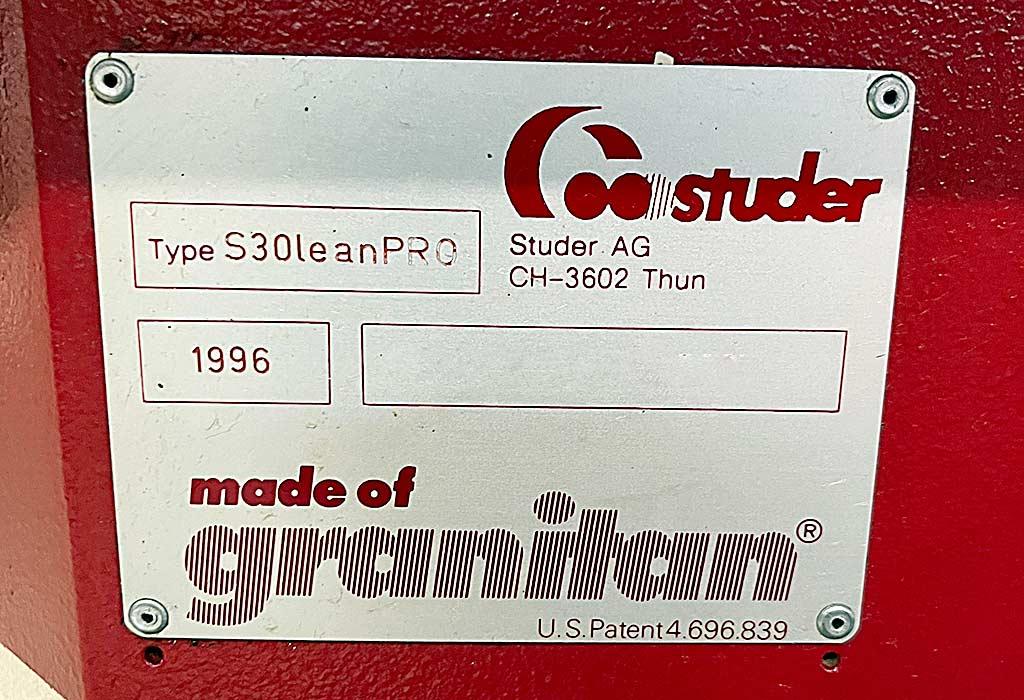 studer
Studer AG
CH-3602 Thun
Type S30leanPRO
1996
made of
granitan®
U.S. Patent 4.696.839